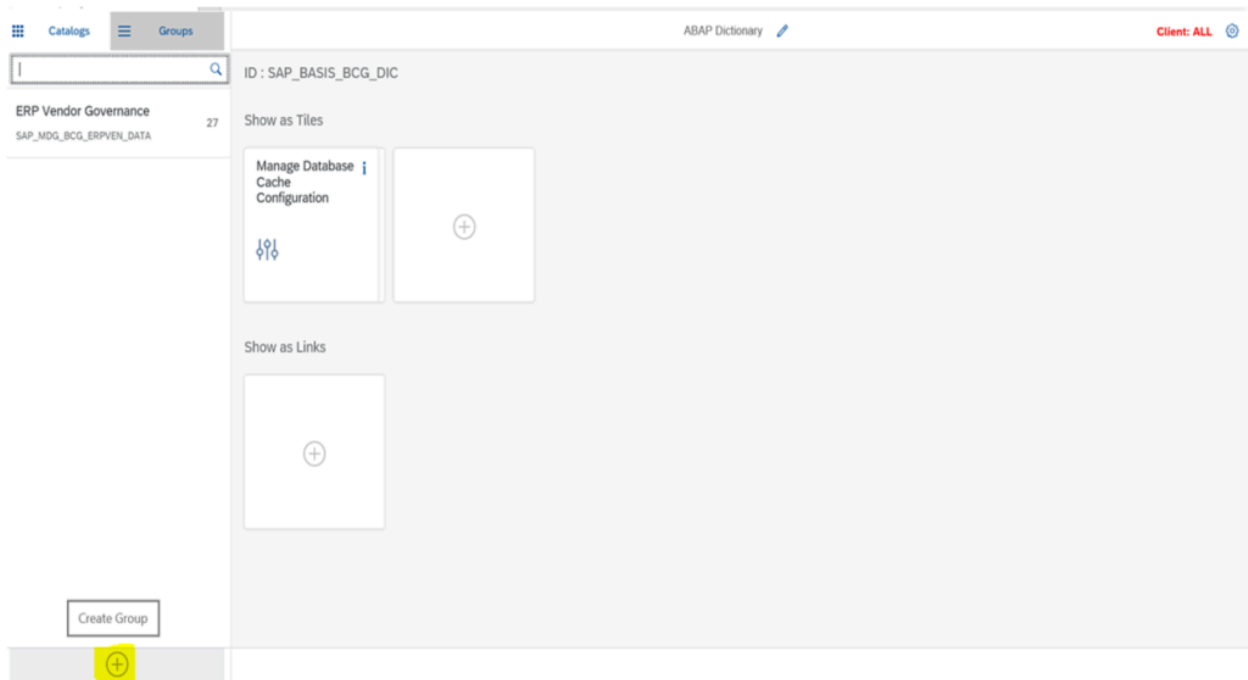 Catalogs
Groups
ABAP Dictionary
Client: ALL
ID : SAP_BASIS_BCG_DIC
ERP Vendor Governance
27
SAP_MDG_BCG_ERPVEN_DATA
Show as Tiles
Manage Database
Cache
Configuration
Show as Links
Create Group